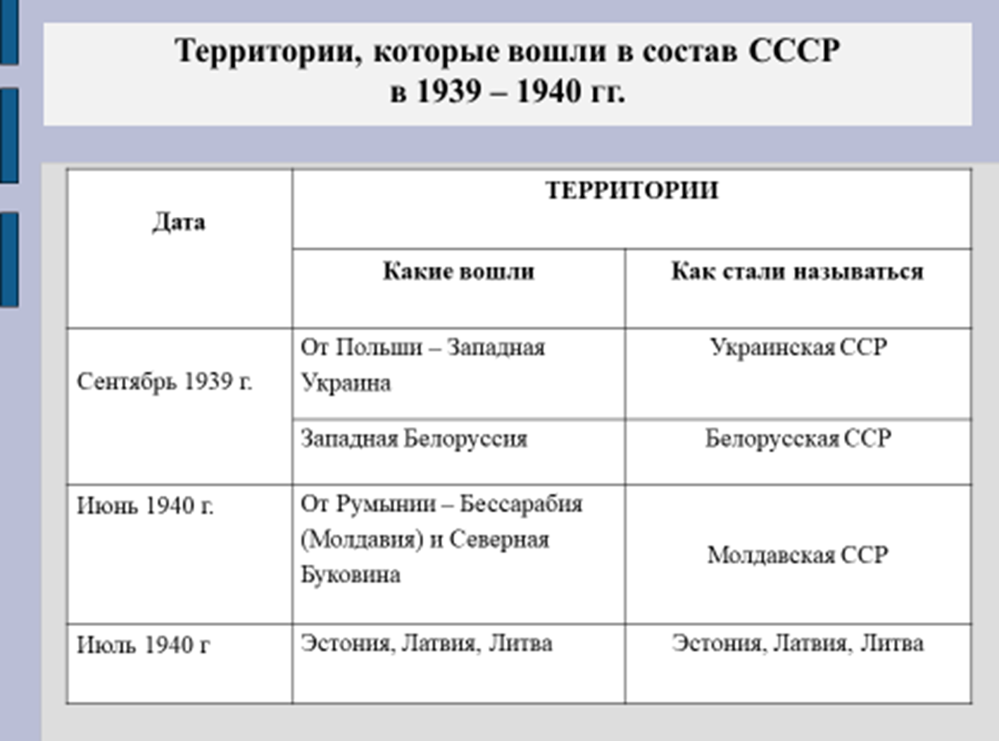 Территории, которые вошли в состав СССР
в 1939 – 1940 гг.
Дата
ТЕРРИТОРИИ
Какие вошли
Как стали называться
Сентябрь 1939 г.
От Польши – Западная
Украина
Украинская ССР
Западная Белоруссия
Белорусская ССР
Июнь 1940 г.
От Румынии – Бессарабия
(Молдавия) и Северная
Буковина
Молдавская ССР
Июль 1940 г
Эстония, Латвия, Литва
Эстония, Латвия, Литва